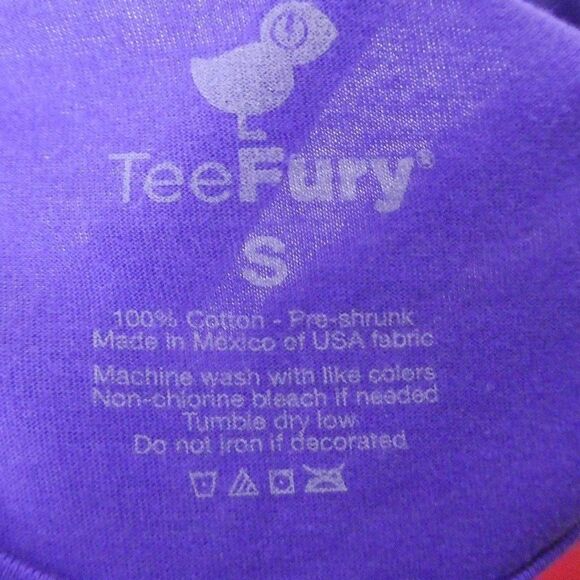 TeeFury®
S
100% Cotton - Pre-shrunk
Made in Mexico of USA fabric
Machine wash with like colors
Non-chlorine bleach if needed
Tumble dry low
Do not iron if decorated